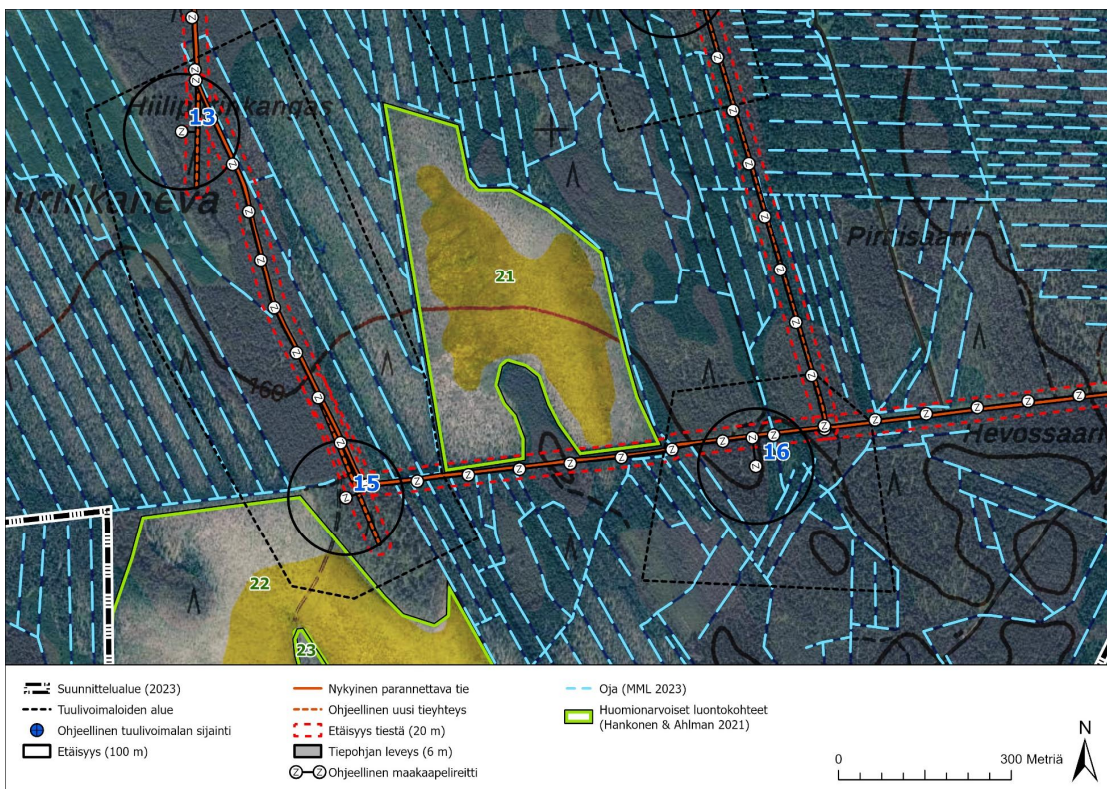 Hiilipirinkangas
13
urikkaneva
Pirttisaari
21
160
Hevossaari
16
15
22
23
Suunnittelualue (2023)
Tuulivoimaloiden alue
Ohjeellinen tuulivoimalan sijainti
Etäisyys (100 m)
Nykyinen parannettava tie
Ohjeellinen uusi tieyhteys
Etäisyys tiestä (20 m)
Tiepohjan leveys (6 m)
Z Z Ohjeellinen maakaapelireitti
Oja (MML 2023)
Huomionarvoiset luontokohteet
(Hankonen & Ahlman 2021)
N
0 300 Metriä